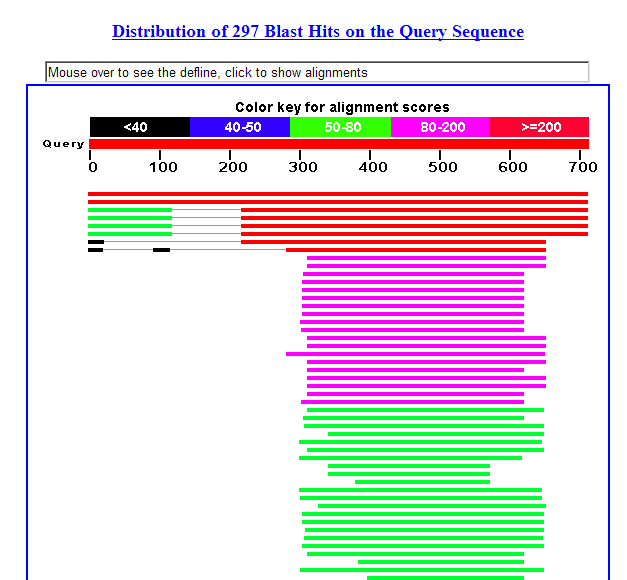 Distribution of 297 Blast Hits on the Query Sequence
Mouse over to see the defline, click to show alignments
Color key for alignment scores
<40 40-50 50-80 80-200 >=200
Query
0 100 200 300 400 500 600 700